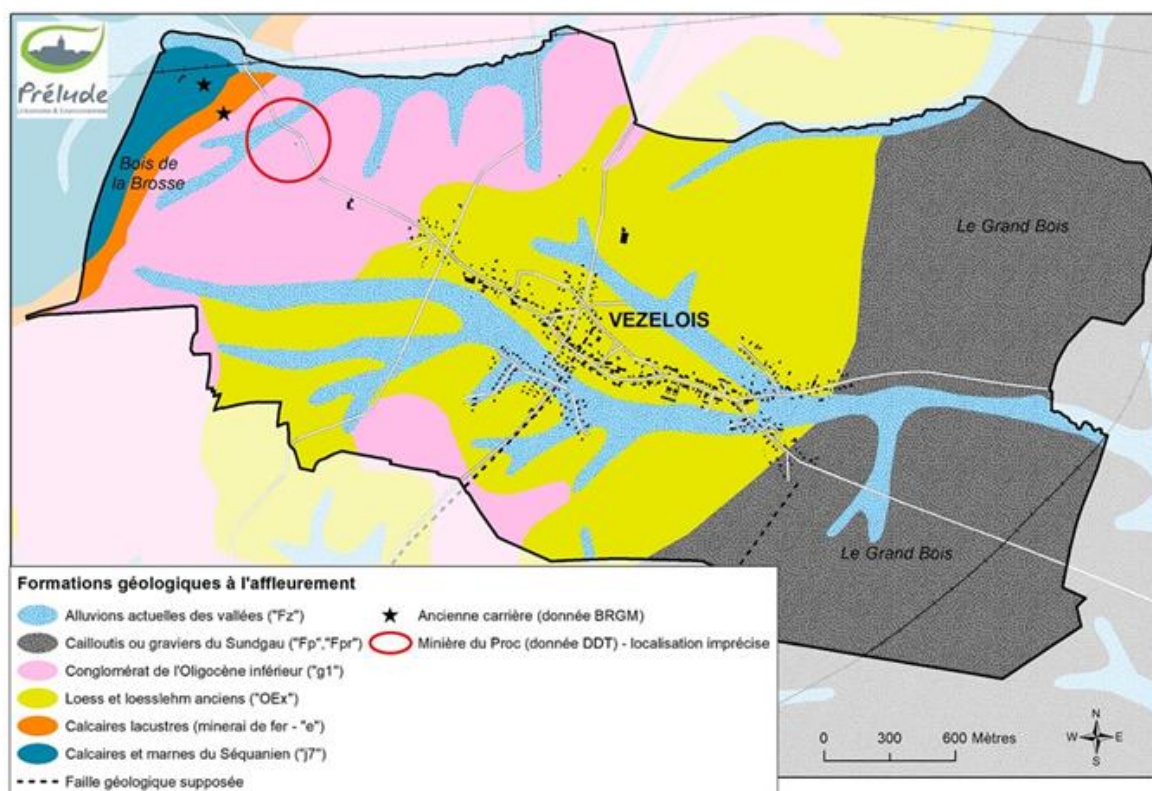 Prélude
Urbanisme & Environnement
Bois de
la Brosse
Le Grand Bois
VEZELOIS
Le Grand Bois
Formations géologiques à l'affleurement
Alluvions actuelles des vallées ("Fz")
Cailloutis ou graviers du Sundgau ("Fp","Fpr")
Conglomérat de l'Oligocène inférieur ("g1")
Loess et loesslehm anciens ("OEx")
Calcaires lacustres (minerai de fer - "e")
Calcaires et marnes du Séquanien ("j7")
Faille géologique supposée
Ancienne carrière (donnée BRGM)
Minière du Proc (donnée DDT) - localisation imprécise
0 300 600 Mètres
N
W E
S